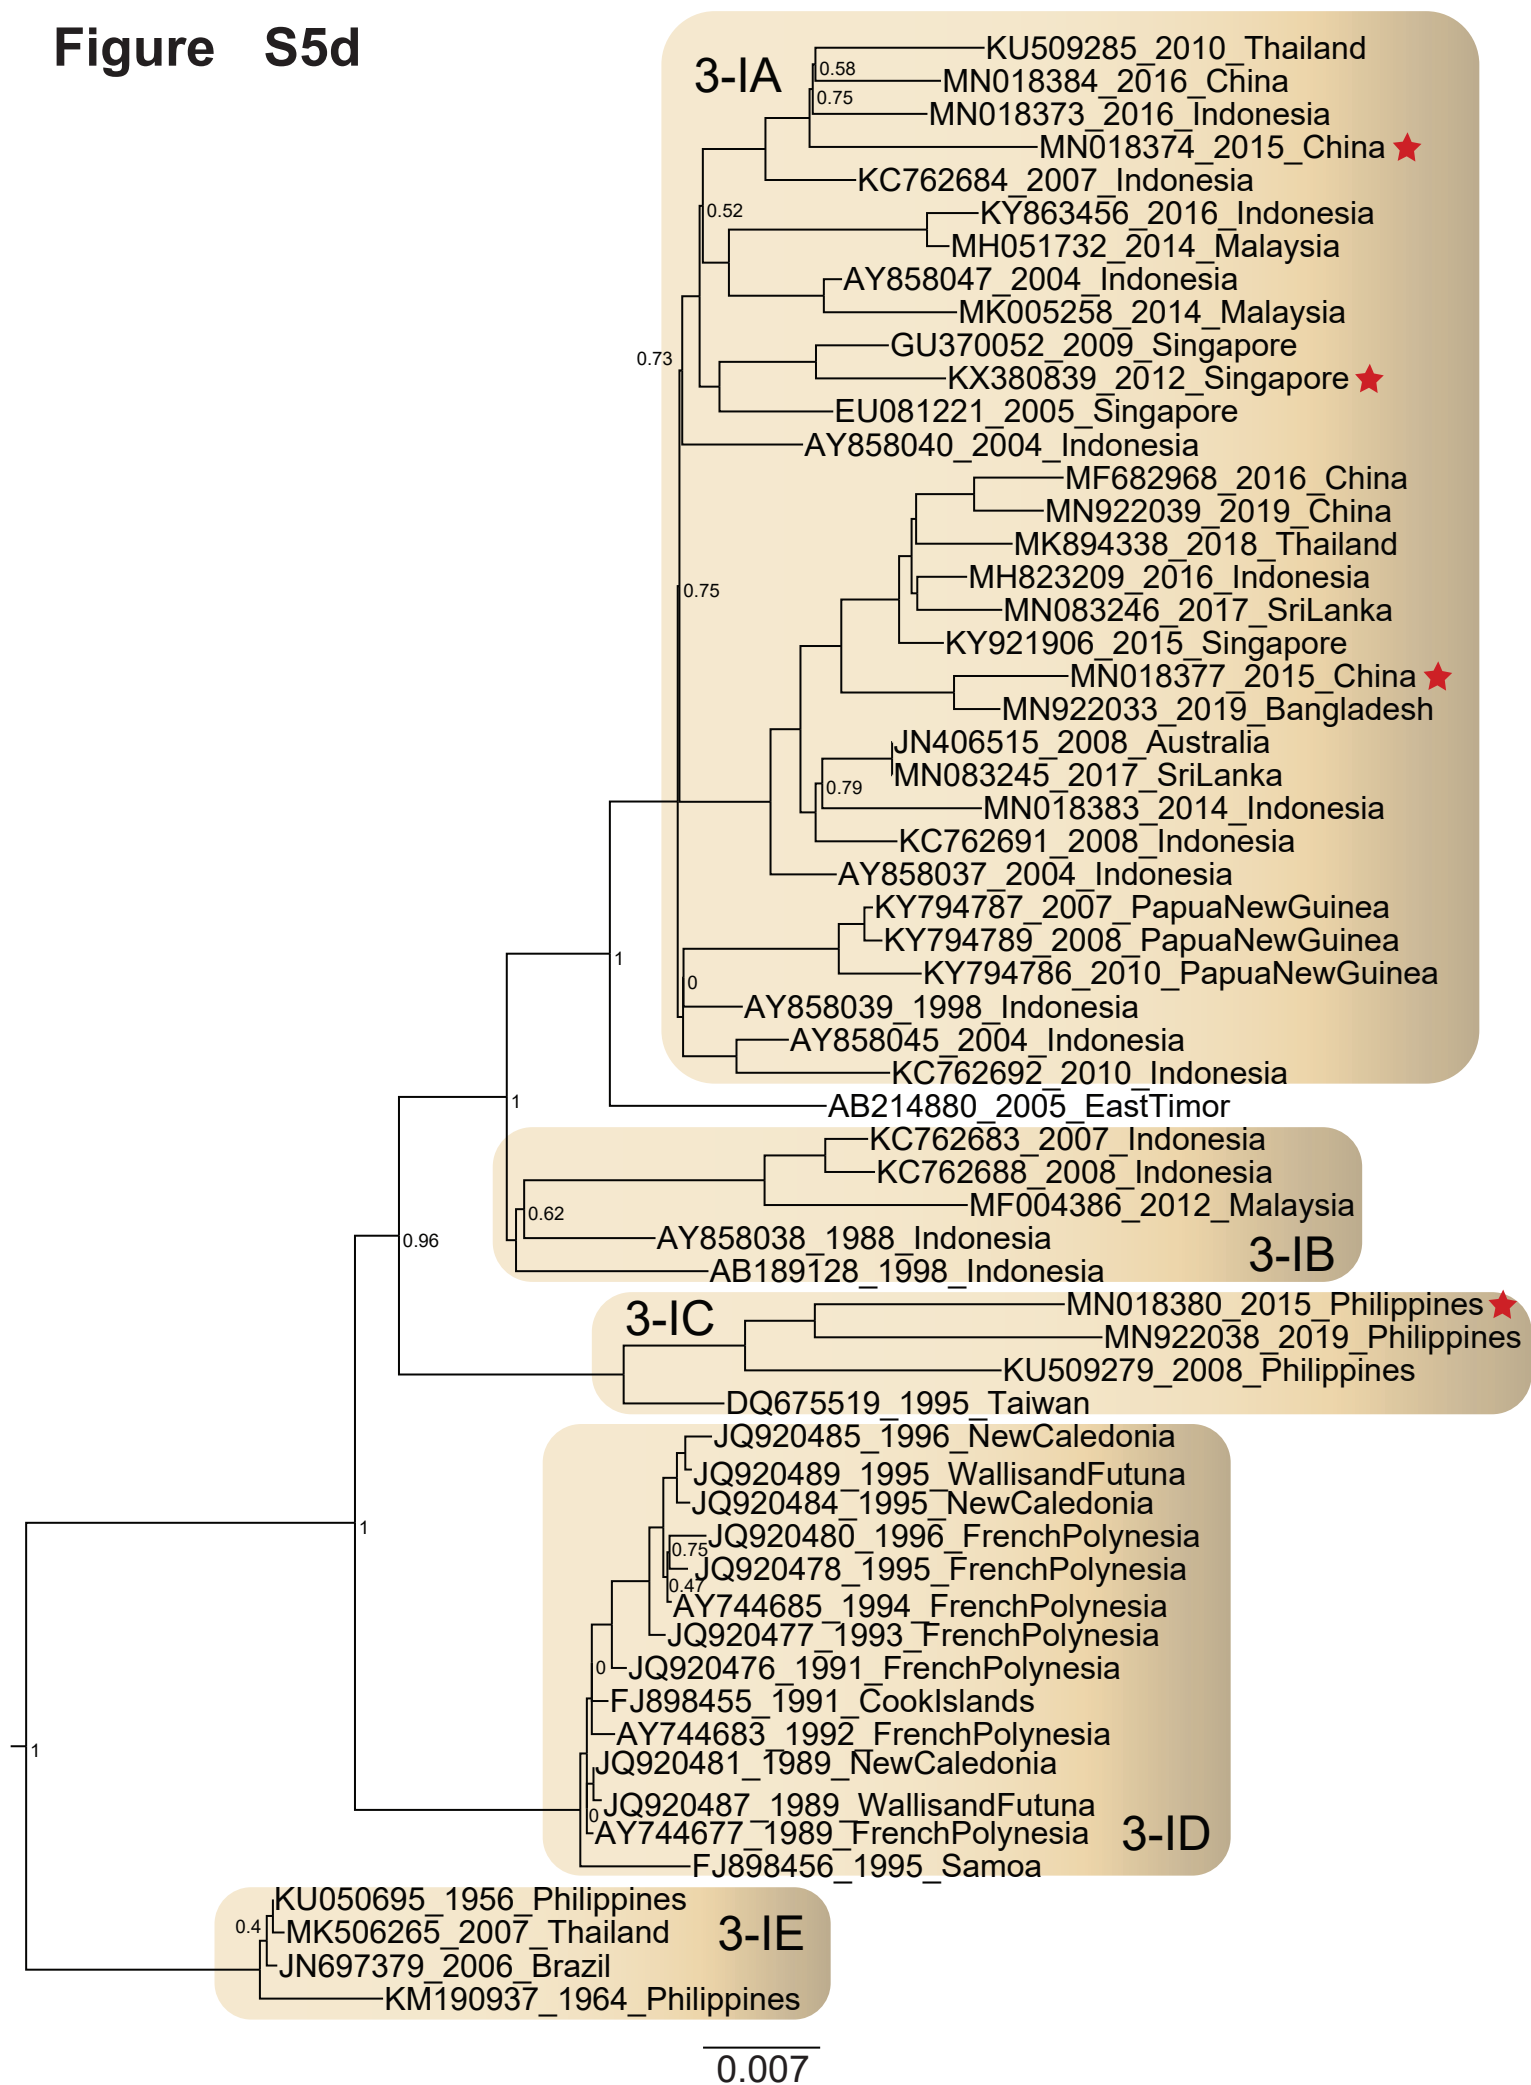 Figure S5d
3-IA
KU509285_2010_Thailand
0.58
MN018384_2016_China
0.75
MN018373_2016_Indonesia
MN018374_2015_China
KC762684_2007_Indonesia
0.52
KY863456_2016_Indonesia
MH051732_2014_Malaysia
AY858047_2004_Indonesia
MK005258_2014_Malaysia
GU370052_2009_Singapore
0.73
KX380839_2012_Singapore
EU081221_2005_Singapore
AY858040_2004_Indonesia
MF682968_2016_China
MN922039_2019_China
MK894338_2018_Thailand
MH823209_2016_Indonesia
0.75
MN083246_2017_SriLanka
KY921906_2015_Singapore
MN018377_2015_China
MN922033_2019_Bangladesh
JN406515_2008_Australia
MN083245_2017_SriLanka
0.79
MN018383_2014_Indonesia
KC762691_2008_Indonesia
AY858037_2004_Indonesia
KY794787_2007_PapuaNewGuinea
KY794789_2008_PapuaNewGuinea
1
KY794786_2010_PapuaNewGuinea
0
AY858039_1998_Indonesia
AY858045_2004_Indonesia
KC762692_2010_Indonesia
1
AB214880_2005_EastTimor
KC762683_2007_Indonesia
KC762688_2008_Indonesia
MF004386_2012_Malaysia
0.62
AY858038_1988_Indonesia
0.96
3-IB
AB189128_1998_Indonesia
3-IC
MN018380_2015_Philippines
MN922038_2019_Philippines
KU509279_2008_Philippines
DQ675519_1995_Taiwan
JQ920485_1996_NewCaledonia
JQ920489_1995_WallisandFutuna
JQ920484_1995_NewCaledonia
1
JQ920480_1996_FrenchPolynesia
0.75
JQ920478_1995_FrenchPolynesia
0.47
AY744685_1994_FrenchPolynesia
JQ920477_1993_FrenchPolynesia
0
JQ920476_1991_FrenchPolynesia
FJ898455_1991_CookIslands
AY744683_1992_FrenchPolynesia
1
JQ920481_1989_NewCaledonia
JQ920487_1989_WallisandFutuna
0
AY744677_1989_FrenchPolynesia
3-ID
FJ898456_1995_Samoa
KU050695_1956_Philippines
0.4
MK506265_2007_Thailand
3-IE
JN697379_2006_Brazil
KM190937_1964_Philippines
0.007